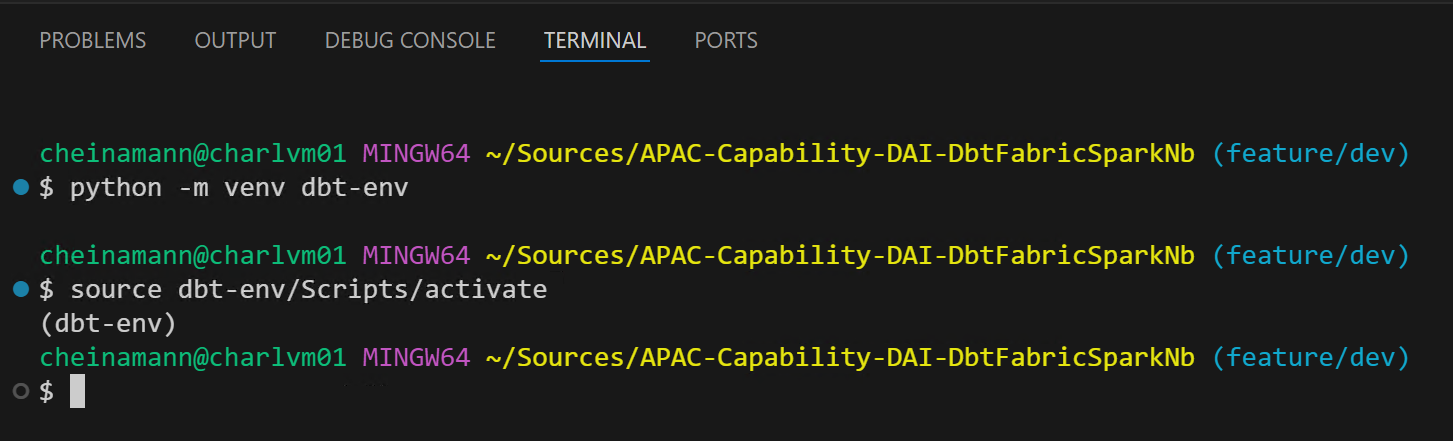 PROBLEMS OUTPUT DEBUG CONSOLE TERMINAL PORTS
cheinamann@charlvm01 MINGW64 ~/Sources/APAC-Capability-DAI-DbtFabricSparkNb (feature/dev)
$ python -m venv dbt-env
cheinamann@charlvm01 MINGW64 ~/Sources/APAC-Capability-DAI-DbtFabricSparkNb (feature/dev)
$ source dbt-env/Scripts/activate
(dbt-env)
cheinamann@charlvm01 MINGW64 ~/Sources/APAC-Capability-DAI-DbtFabricSparkNb (feature/dev)
$